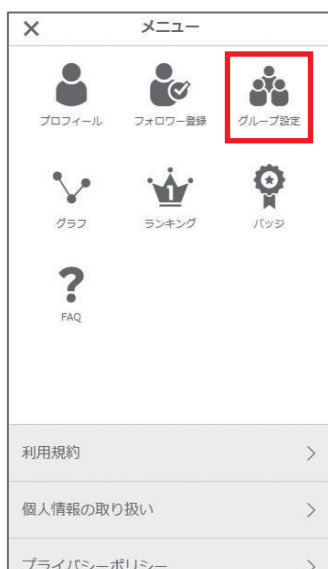 メニュー
プロフィール フォロワー登録 グループ設定
グラフ ランキング バッジ
1
FAQ
利用規約
個人情報の取り扱い
プライバシーポリシー